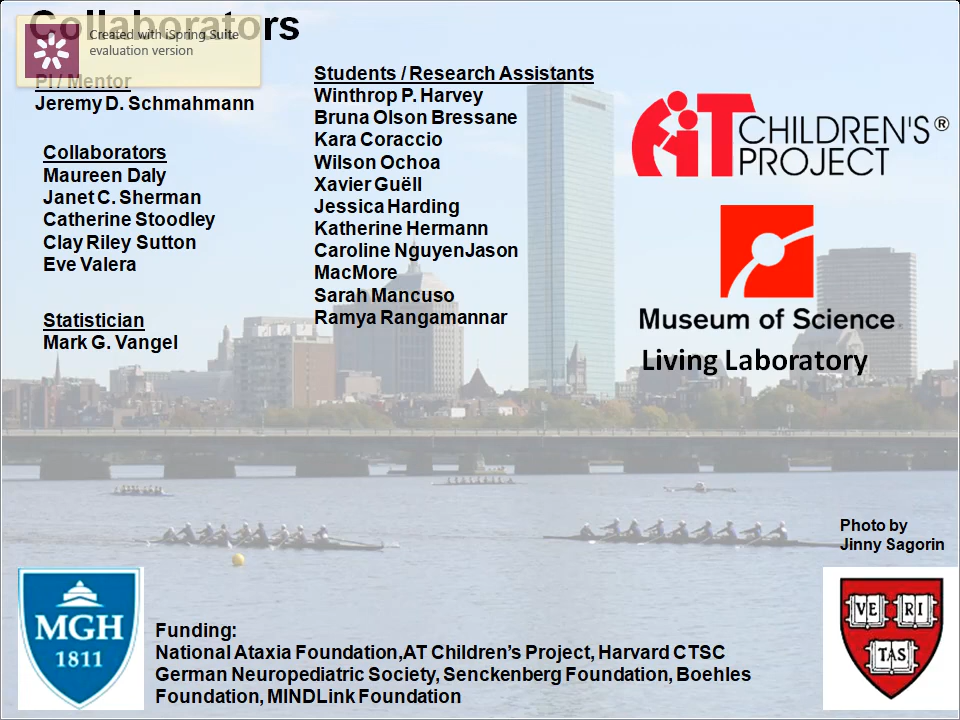 Collaborators
Created with iSpring Suite
evaluation version
PI / Mentor
Jeremy D. Schmahmann
Collaborators
Maureen Daly
Janet C. Sherman
Catherine Stoodley
Clay Riley Sutton
Eve Valera
Statistician
Mark G. Vangel
Students / Research Assistants
Winthrop P. Harvey
Bruna Olson Bressane
Kara Coraccio
Wilson Ochoa
Xavier Guëll
Jessica Harding
Katherine Hermann
Caroline NguyenJason
MacMore
Sarah Mancuso
Ramya Rangamannar
AT CHILDREN'S®
PROJECT
Museum of Science
Living Laboratory
Photo by
Jinny Sagorin
MGH
1811
Funding:
National Ataxia Foundation,AT Children’s Project, Harvard CTSC
German Neuropediatric Society, Senckenberg Foundation, Boehles
Foundation, MINDLink Foundation
VE RI
TAS